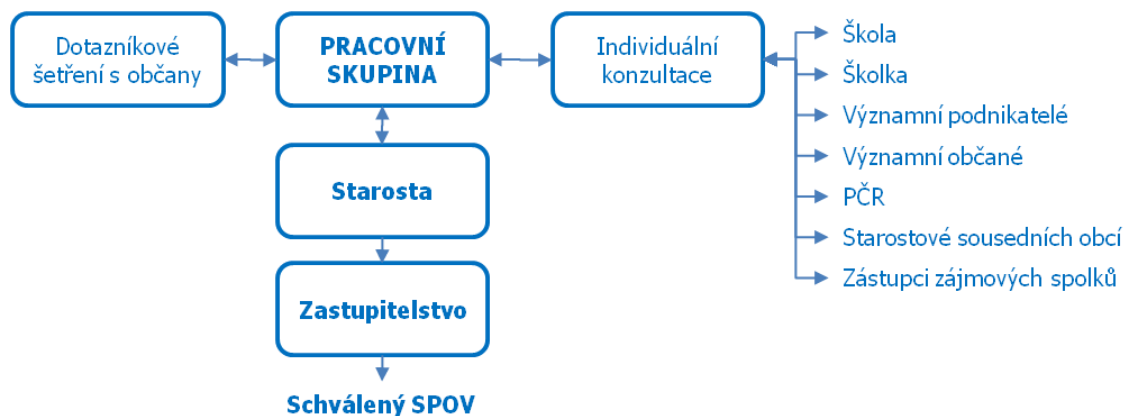 Dotazníkové
šetření s občany
PRACOVNÍ
SKUPINA
Individuální
konzultace
Škola
Školka
Významní podnikatelé
Významní občané
PČR
Starostové sousedních obcí
Zástupci zájmových spolků
Starosta
Zastupitelstvo
Schválený SPOV